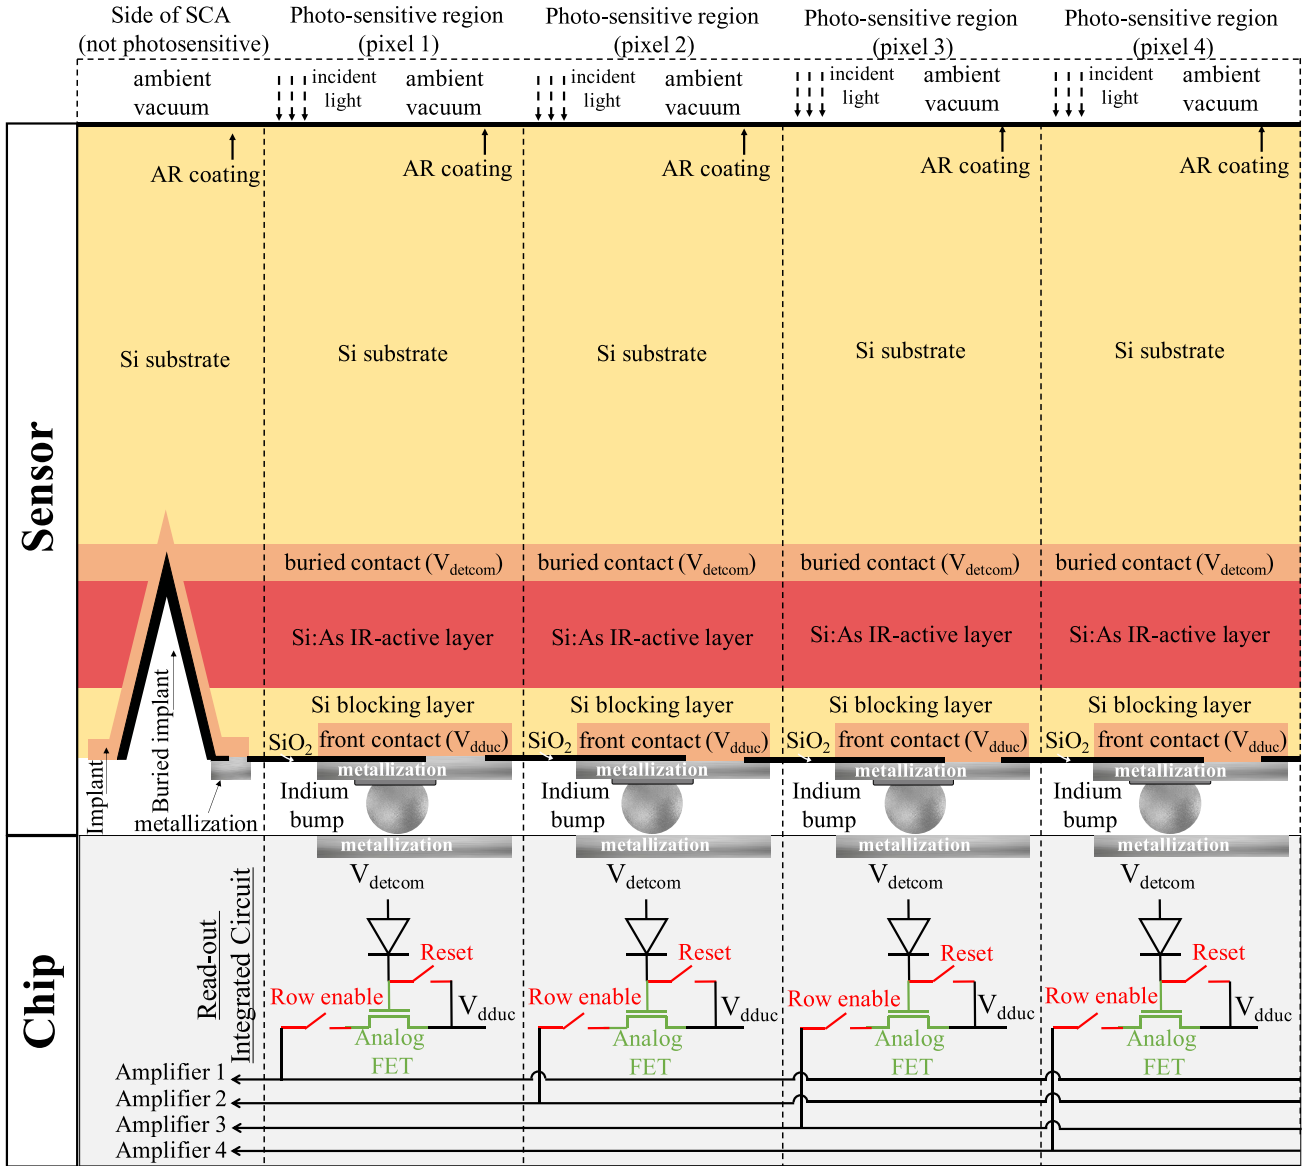 Side of SCA
(not photosensitive)
Photo-sensitive region
(pixel 1)
Photo-sensitive region
(pixel 2)
Photo-sensitive region
(pixel 3)
Photo-sensitive region
(pixel 4)
ambient
vacuum
incident
light
ambient
vacuum
incident
light
ambient
vacuum
incident
light
ambient
vacuum
incident
light
ambient
vacuum
AR coating
AR coating
AR coating
AR coating
AR coating
Sensor
Si substrate
Si substrate
Si substrate
Si substrate
Si substrate
buried contact (Vdetcom)
buried contact (Vdetcom)
buried contact (Vdetcom)
buried contact (Vdetcom)
Si:As IR-active layer
Si:As IR-active layer
Si:As IR-active layer
Si:As IR-active layer
Si blocking layer
Si blocking layer
Si blocking layer
Si blocking layer
SiO2
front contact (Vdduc)
SiO2
front contact (Vdduc)
SiO2
front contact (Vdduc)
SiO2
front contact (Vdduc)
Implant
Buried implant
metallization
metallization
metallization
metallization
metallization
Indium
bump
Indium
bump
Indium
bump
Indium
bump
metallization
metallization
metallization
metallization
Chip
Read-out
Integrated Circuit
Vdetcom
Reset
Row enable
Vdduc
Analog
FET
Vdetcom
Reset
Row enable
Vdduc
Analog
FET
Vdetcom
Reset
Row enable
Vdduc
Analog
FET
Vdetcom
Reset
Row enable
Vdduc
Analog
FET
Amplifier 1
Amplifier 2
Amplifier 3
Amplifier 4